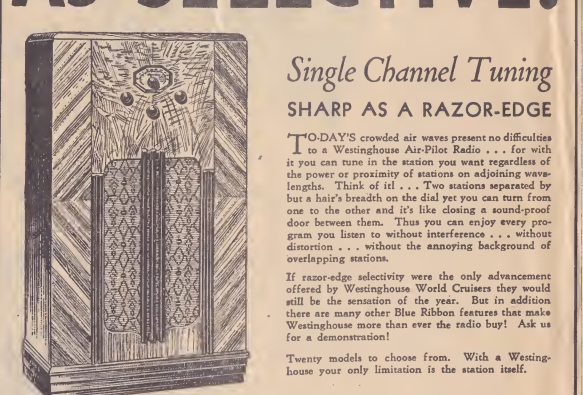 AS SELECTIVE!
Single Channel Tuning
SHARP AS A RAZOR-EDGE
TO-DAY'S crowded air waves present no difficulties
to a Westinghouse Air-Pilot Radio . . . for with
it you can tune in the station you want regardless of
the power or proximity of stations on adjoining wave-
lengths. Think of it! . . . Two stations separated by
but a hair's breadth on the dial yet you can turn from
one to the other and it's like closing a sound-proof
door between them. Thus you can enjoy every pro-
gram you listen to without interference . . . without
distortion . . . without the annoying background of
overlapping stations.
If razor-edge selectivity were the only advancement
offered by Westinghouse World Cruisers they would
still be the sensation of the year. But in addition
there are many other Blue Ribbon features that make
Westinghouse more than ever the radio buy! Ask us
for a demonstration!
Twenty models to choose from. With a Westing-
house your only limitation is the station itself.